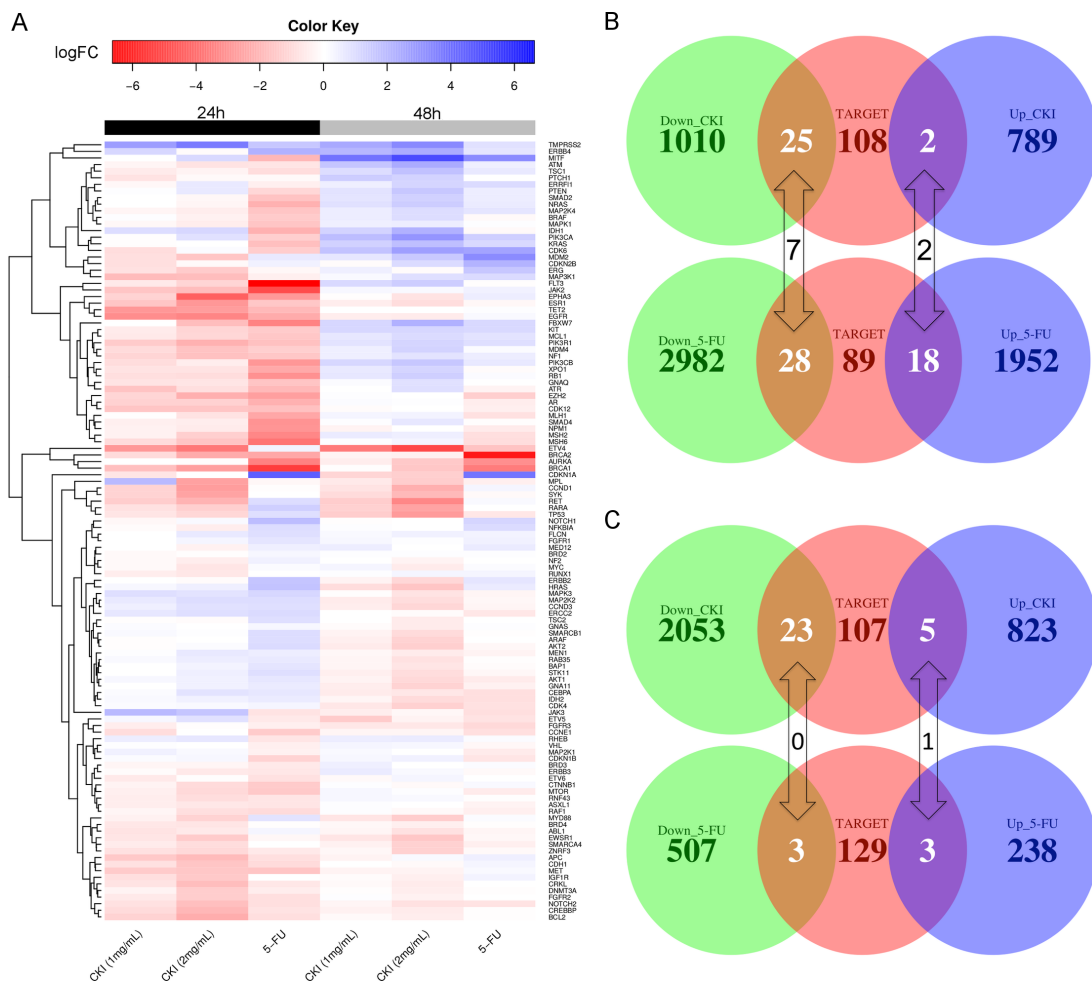 A
Color Key
logFC
−6
−4
−2
0
2
4
6
24h
48h
TMPRSS2
ERBB4
MITF
ATM
TSC1
PTCH1
ERRFI1
PTEN
SMAD2
NRAS
MAP2K4
BRAF
MAPK1
IDH1
PIK3CA
KRAS
CDK6
MDM2
CDKN2B
ERG
MAP3K1
FLT3
JAK2
EPHA3
ESR1
TET2
EGFR
FBXW7
KIT
MCL1
PIK3R1
MDM4
NF1
PIK3CB
XPO1
RB1
GNAQ
ATR
EZH2
AR
CDK12
MLH1
SMAD4
NPM1
MSH2
MSH6
ETV4
BRCA2
AURKA
BRCA1
CDKN1A
MPL
CCND1
SYK
RET
RARA
TP53
NOTCH1
NFKBIA
FLCN
FGFR1
MED12
BRD2
NF2
MYC
RUNX1
ERBB2
HRAS
MAPK3
MAP2K2
CCND3
ERCC2
TSC2
GNAS
SMARCB1
ARAF
AKT2
MEN1
RAB35
BAP1
STK11
AKT1
GNA11
CEBPA
IDH2
CDK4
JAK3
ETV5
FGFR3
CCNE1
RHEB
VHL
MAP2K1
CDKN1B
BRD3
ERBB3
ETV6
CTNNB1
MTOR
RNF43
ASXL1
RAF1
MYD88
BRD4
ABL1
EWSR1
SMARCA4
ZNRF3
APC
CDH1
MET
IGF1R
CRKL
DNMT3A
FGFR2
NOTCH2
CREBBP
BCL2
CKI (1mg/mL)
CKI (2mg/mL)
5−FU
CKI (1mg/mL)
CKI (2mg/mL)
5−FU
B
Down_CKI
1010
25
TARGET
108
2
Up_CKI
789
7
2
Down_5-FU
2982
28
TARGET
89
18
Up_5-FU
1952
C
Down_CKI
2053
23
TARGET
107
5
Up_CKI
823
0
1
Down_5-FU
507
3
TARGET
129
3
Up_5-FU
238